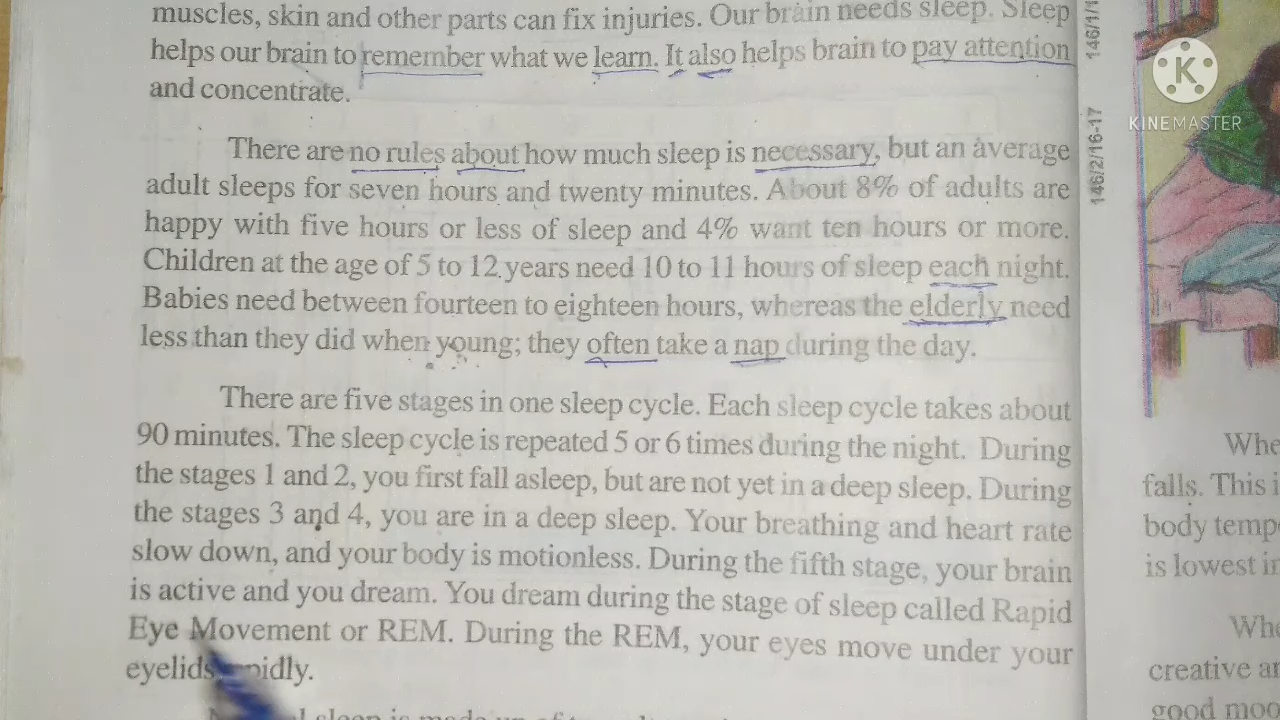 muscles, skin and other parts can fix injuries. Our brain needs sleep. Sleep
helps our brain to remember what we learn. It also helps brain to pay attention
and concentrate.
There are no rules about how much sleep is necessary, but an average
adult sleeps for seven hours and twenty minutes. About 8% of adults are
happy with five hours or less of sleep and 4% want ten hours or more.
Children at the age of 5 to 12 years need 10 to 11 hours of sleep each night.
Babies need between fourteen to eighteen hours, whereas the elderly need
less than they did when young; they often take a nap during the day.
There are five stages in one sleep cycle. Each sleep cycle takes about
90 minutes. The sleep cycle is repeated 5 or 6 times during the night. During
the stages 1 and 2, you first fall asleep, but are not yet in a deep sleep. During
the stages 3 and 4, you are in a deep sleep. Your breathing and heart rate
slow down, and your body is motionless. During the fifth stage, your brain
is active and you dream. You dream during the stage of sleep called Rapid
Eye Movement or REM. During the REM, your eyes move under your
eyelids
146/1/1
146/2/16-17
K
KINEMASTER
falls. This
body
is lowest
creative
good